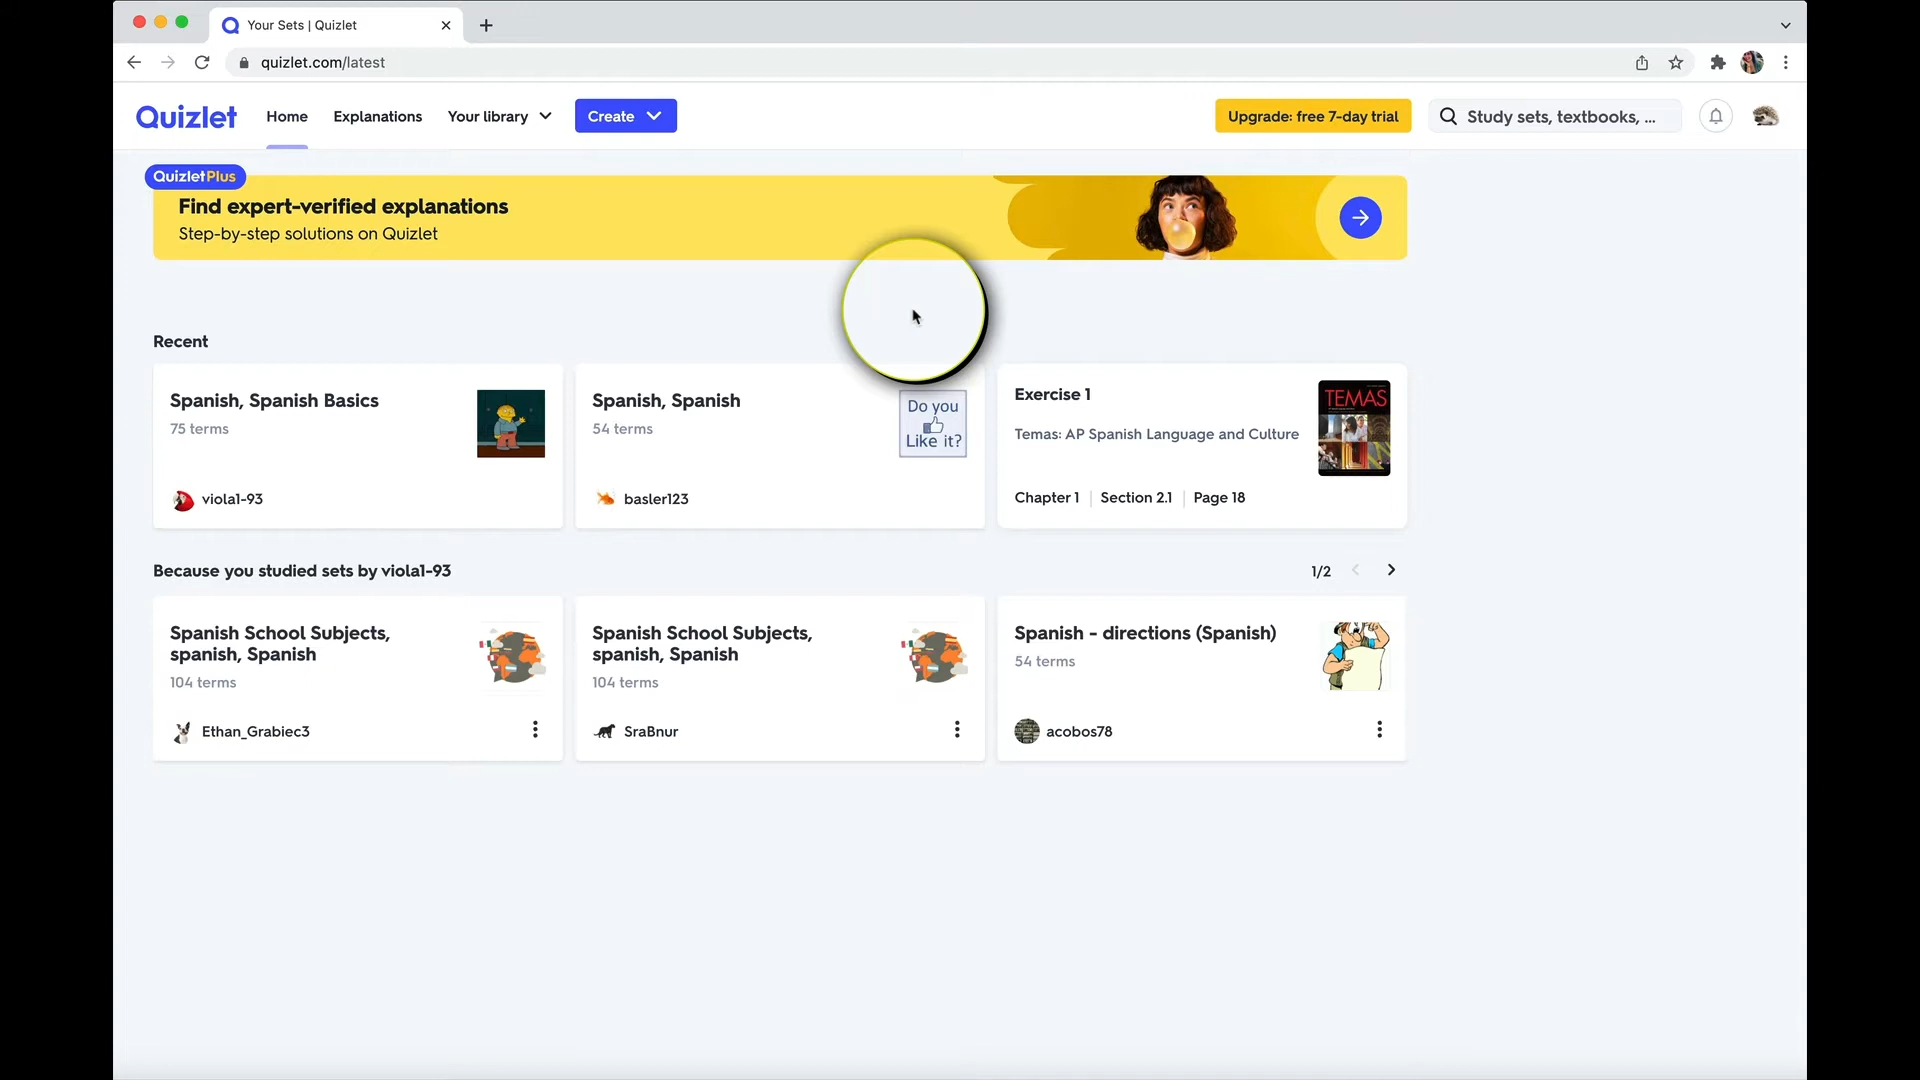 Your Sets | Quizlet
quizlet.com/latest
Quizlet
Home
Explanations
Your library
Create
Upgrade: free 7-day trial
Study sets, textbooks, ...
QuizletPlus
Find expert-verified explanations
Step-by-step solutions on Quizlet
Recent
Spanish, Spanish Basics
75 terms
viola1-93
Spanish, Spanish
54 terms
Do you
Like it?
basler123
Exercise 1
Temas: AP Spanish Language and Culture
TEMAS
Chapter 1 | Section 2.1 | Page 18
Because you studied sets by viola1-93
1/2
Spanish School Subjects,
spanish, Spanish
104 terms
Ethan_Grabiec3
Spanish School Subjects,
spanish, Spanish
104 terms
SraBnur
Spanish - directions (Spanish)
54 terms
acobos78